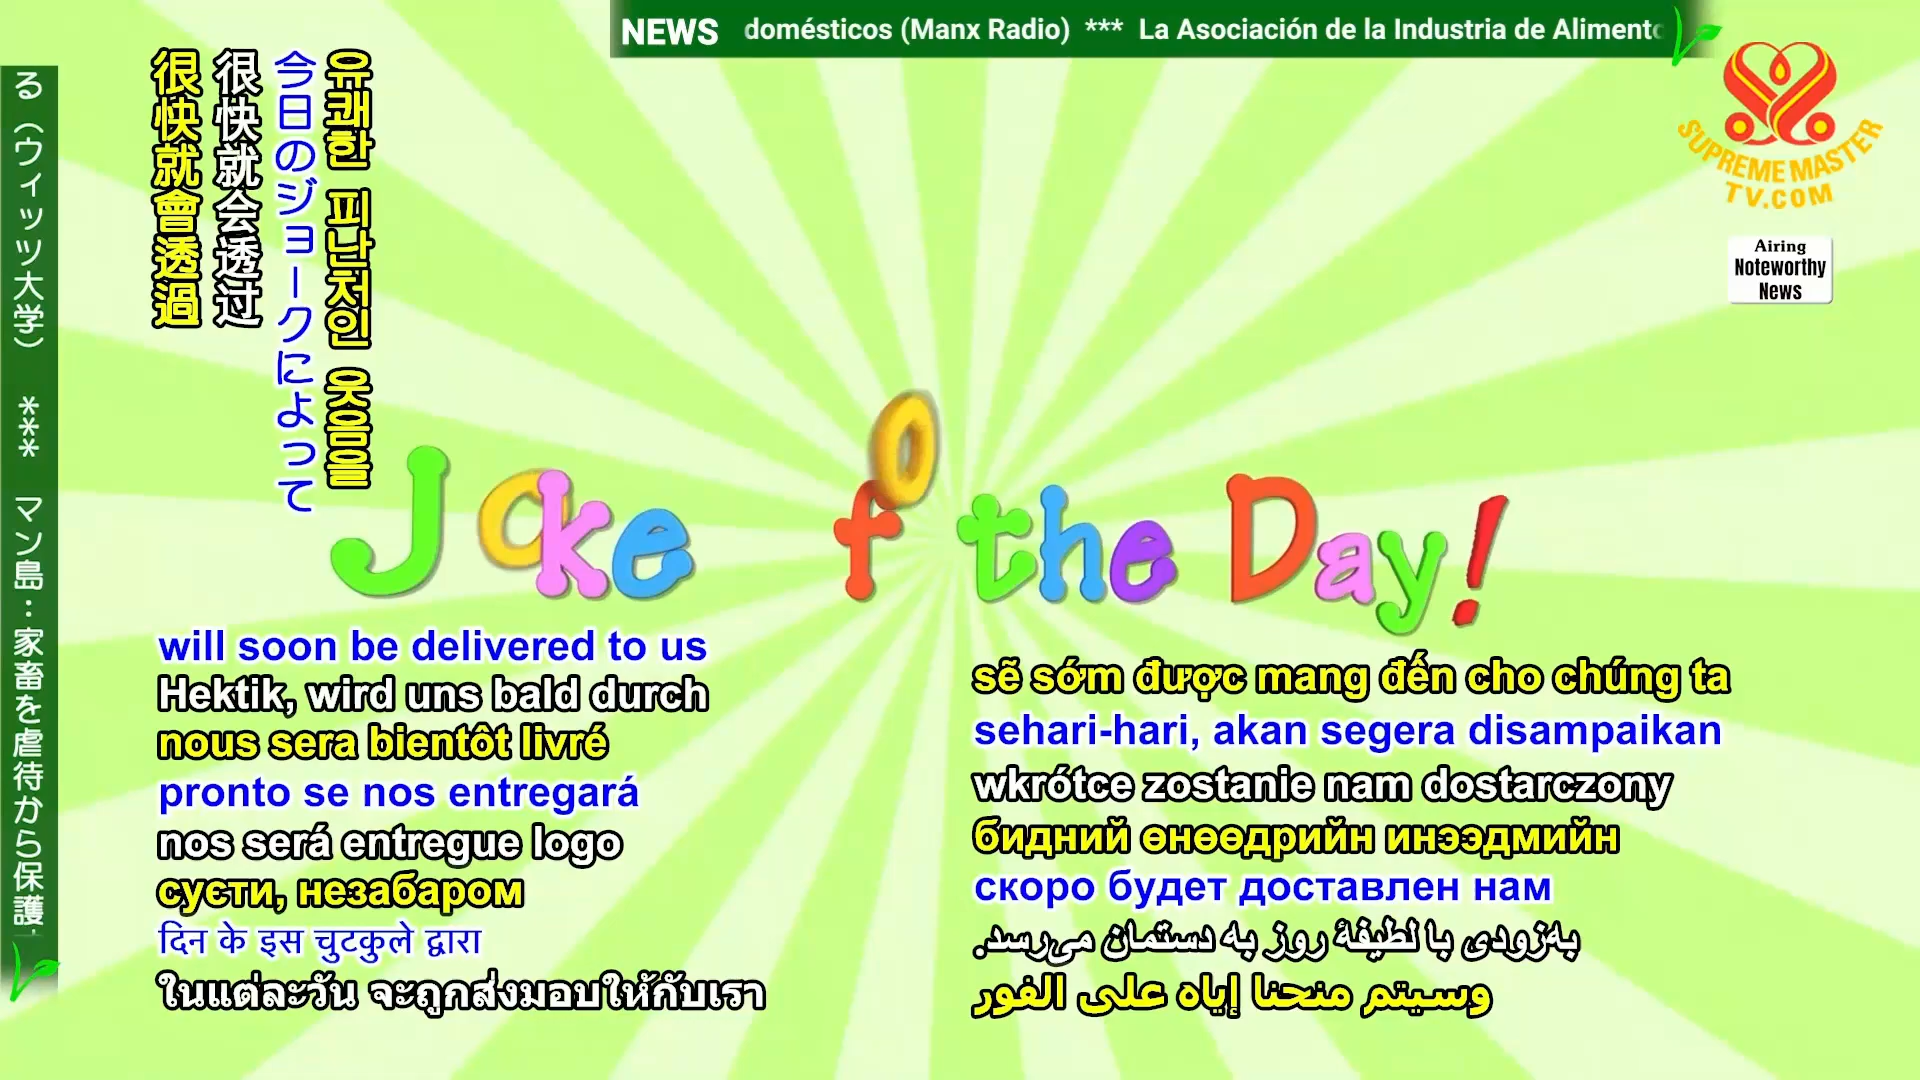 NEWS domésticos (Manx Radio) *** La Asociación de la Industria de
SUPREME MASTER
TV.COM
Airing
Noteworthy
News
る（ウィッツ大学） *** マン島：家畜を虐待から保護
很快就會透過
很快就会透过
今日のジョークによって
유쾌한 피난처인 웃음을
Joke of the Day!
will soon be delivered to us
Hektik, wird uns bald durch
nous sera bientôt livré
pronto se nos entregará
nos será entregue logo
суєти, незабаром
दिन के इस चुटकुले द्वारा
ในแต่ละวัน จะถูกส่งมอบให้กับเรา
sẽ sớm được mang đến cho chúng ta
sehari-hari, akan segera disampaikan
wkrótce zostanie nam dostarczony
бидний өнөөдрийн инээдмийн
скоро будет доставлен нам
به‌زودی با لطیفهٔ روز به دستمان می‌رسد.
وسيتم منحنا إياه على الفور